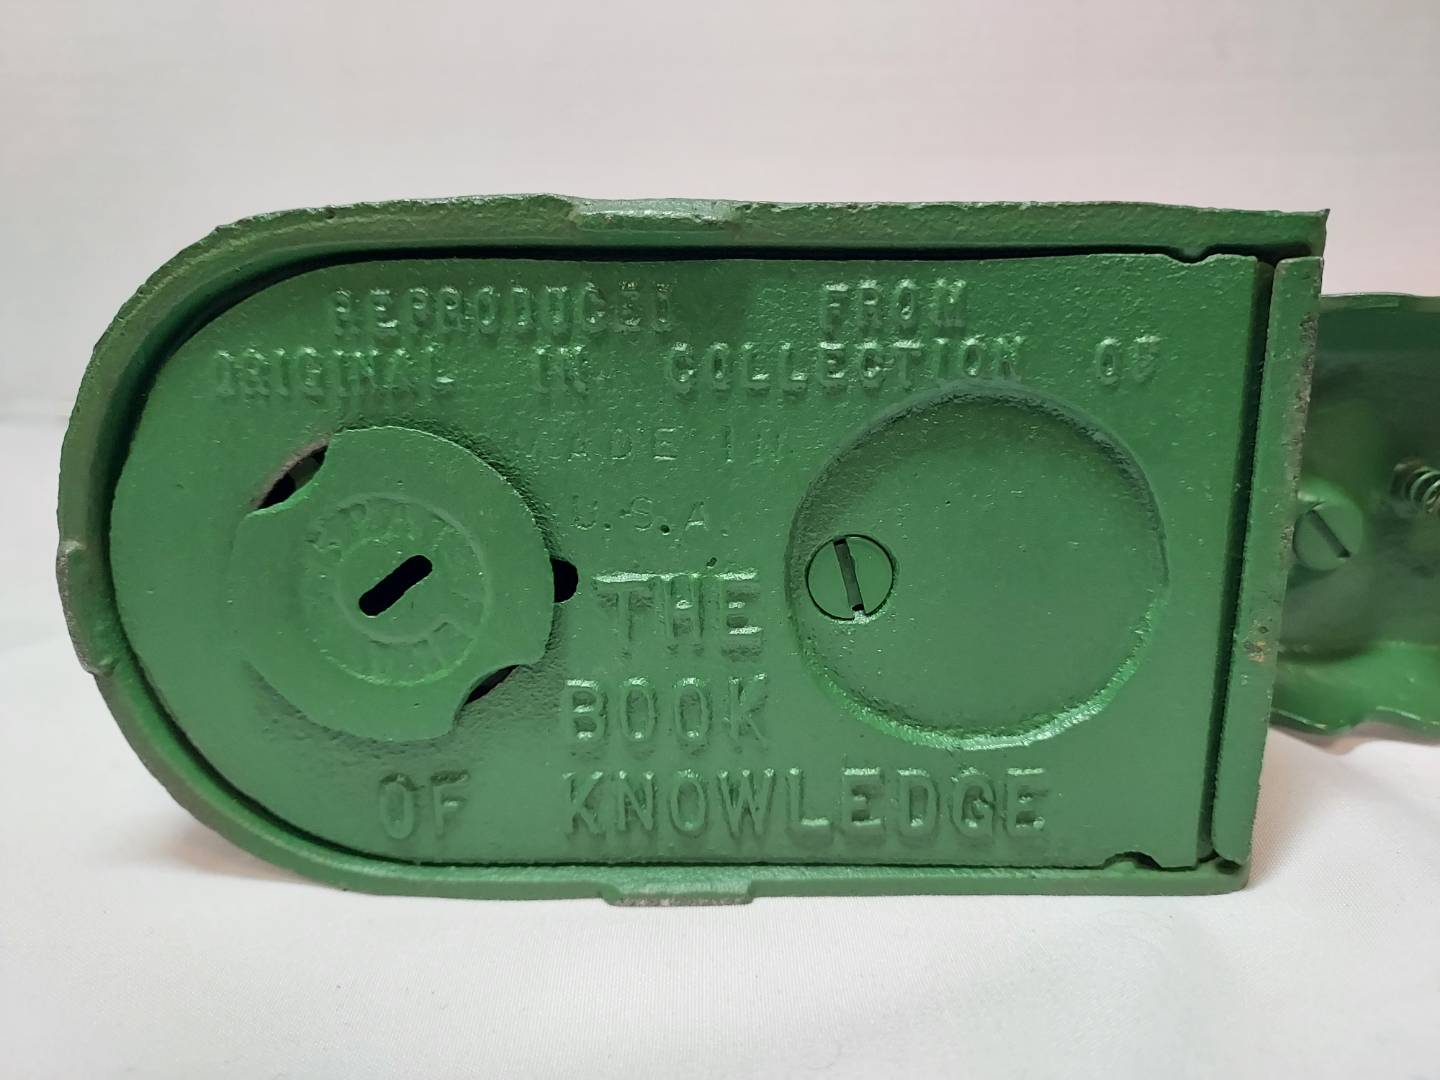 REPRODUCED FROM
ORIGINAL IN COLLECTION OF
MADE IN
U.S.A.
THE
BOOK
OF KNOWLEDGE